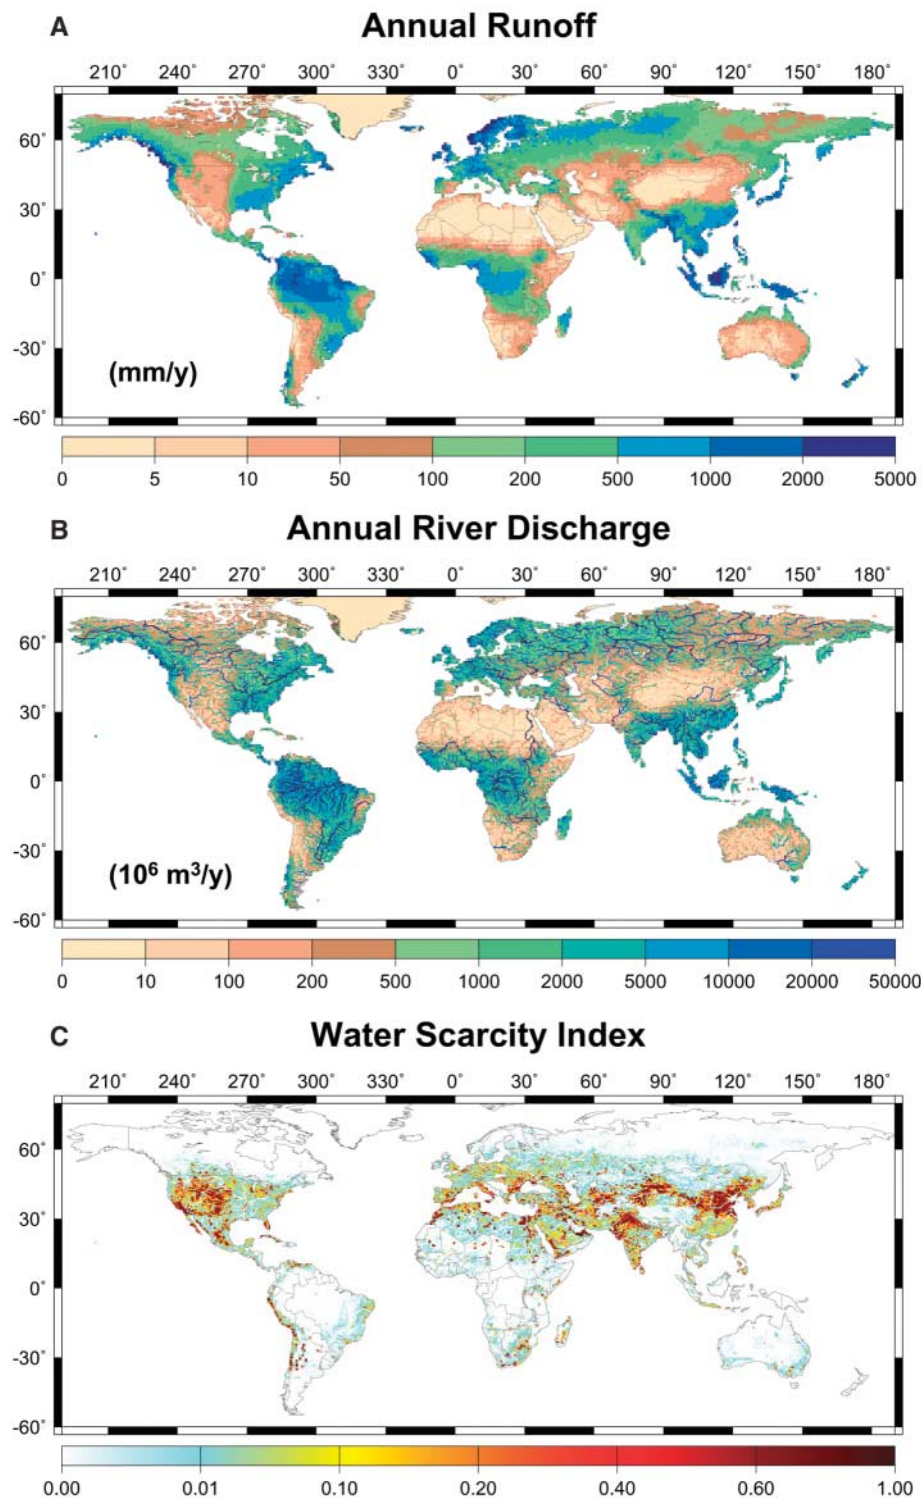 A Annual Runoff
210° 240° 270° 300° 330° 0° 30° 60° 90° 120° 150° 180°
60°
30°
0°
-30°
(mm/y)
-60°
0 5 10 50 100 200 500 1000 2000 5000
B Annual River Discharge
210° 240° 270° 300° 330° 0° 30° 60° 90° 120° 150° 180°
60°
30°
0°
-30°
(10⁶ m³/y)
-60°
0 10 100 200 500 1000 2000 5000 10000 20000 50000
C Water Scarcity Index
210° 240° 270° 300° 330° 0° 30° 60° 90° 120° 150° 180°
60°
30°
0°
-30°
-60°
0.00 0.01 0.10 0.20 0.40 0.60 1.00